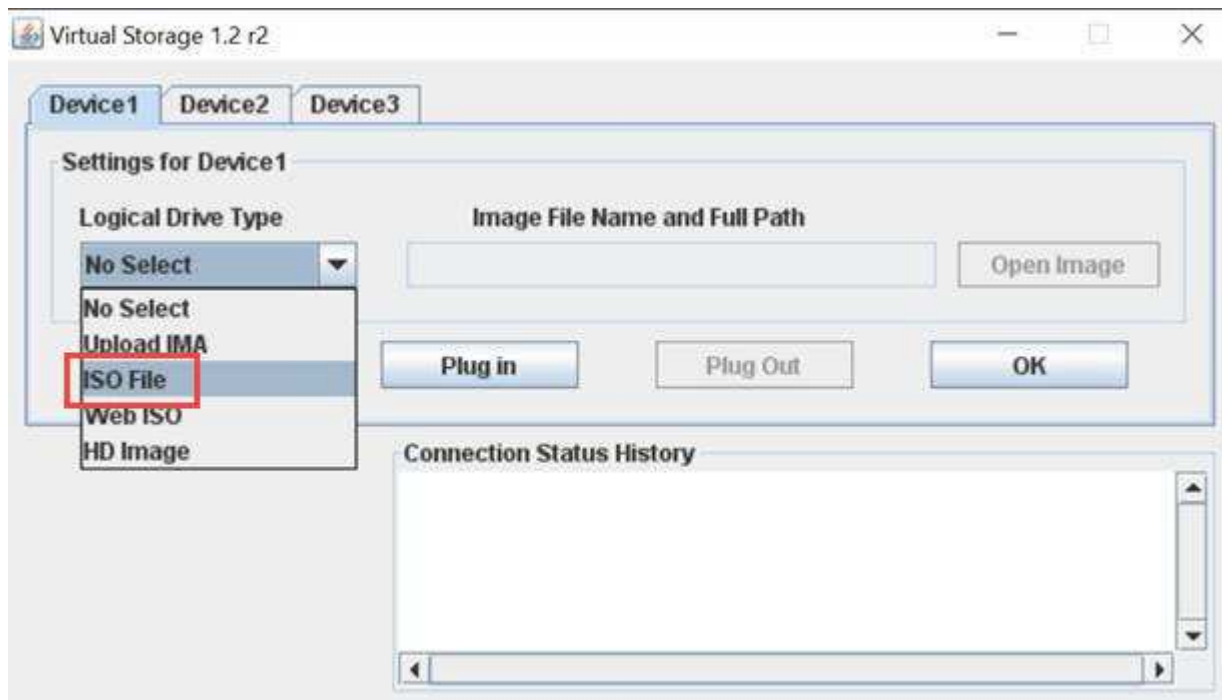 Virtual Storage 1.2 r2
Device1 Device2 Device3
Settings for Device1
Logical Drive Type Image File Name and Full Path
No Select Open Image
No Select
Upload IMA
ISO File
Plug in Plug Out OK
Web ISO
HD Image
Connection Status History